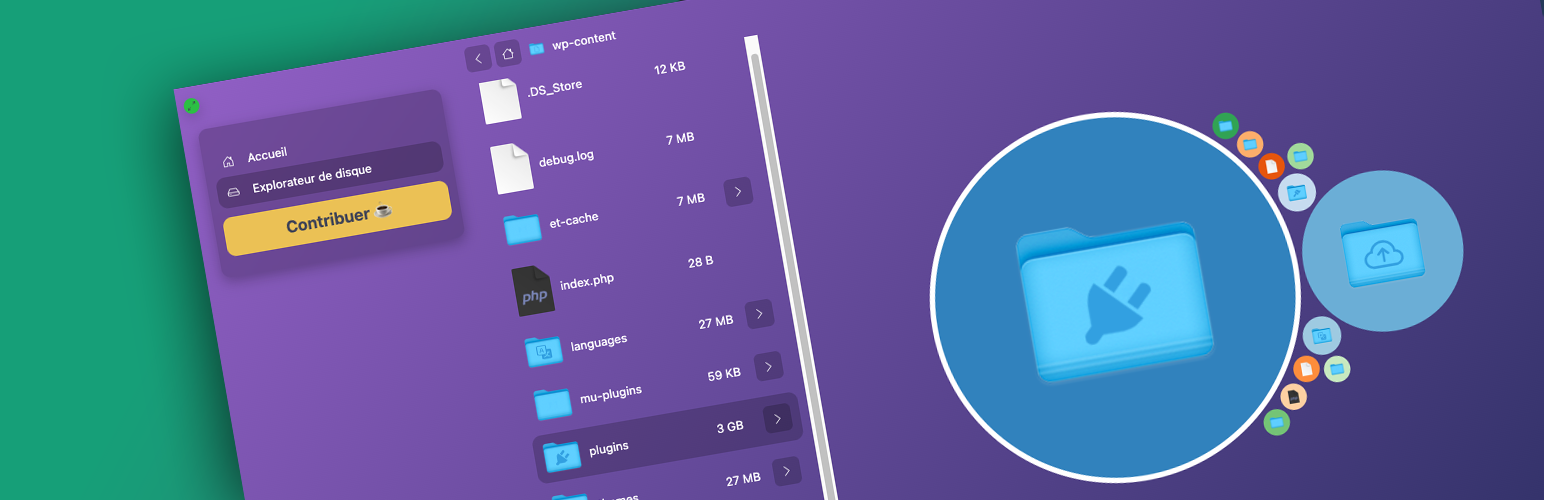 wp-content
Accueil
Explorateur de disque
Contribuer ☕
.DS_Store 12 KB
debug.log 7 MB
et-cache 7 MB
index.php 28 B
php
languages 27 MB
mu-plugins 59 KB
plugins 3 GB
27 MB